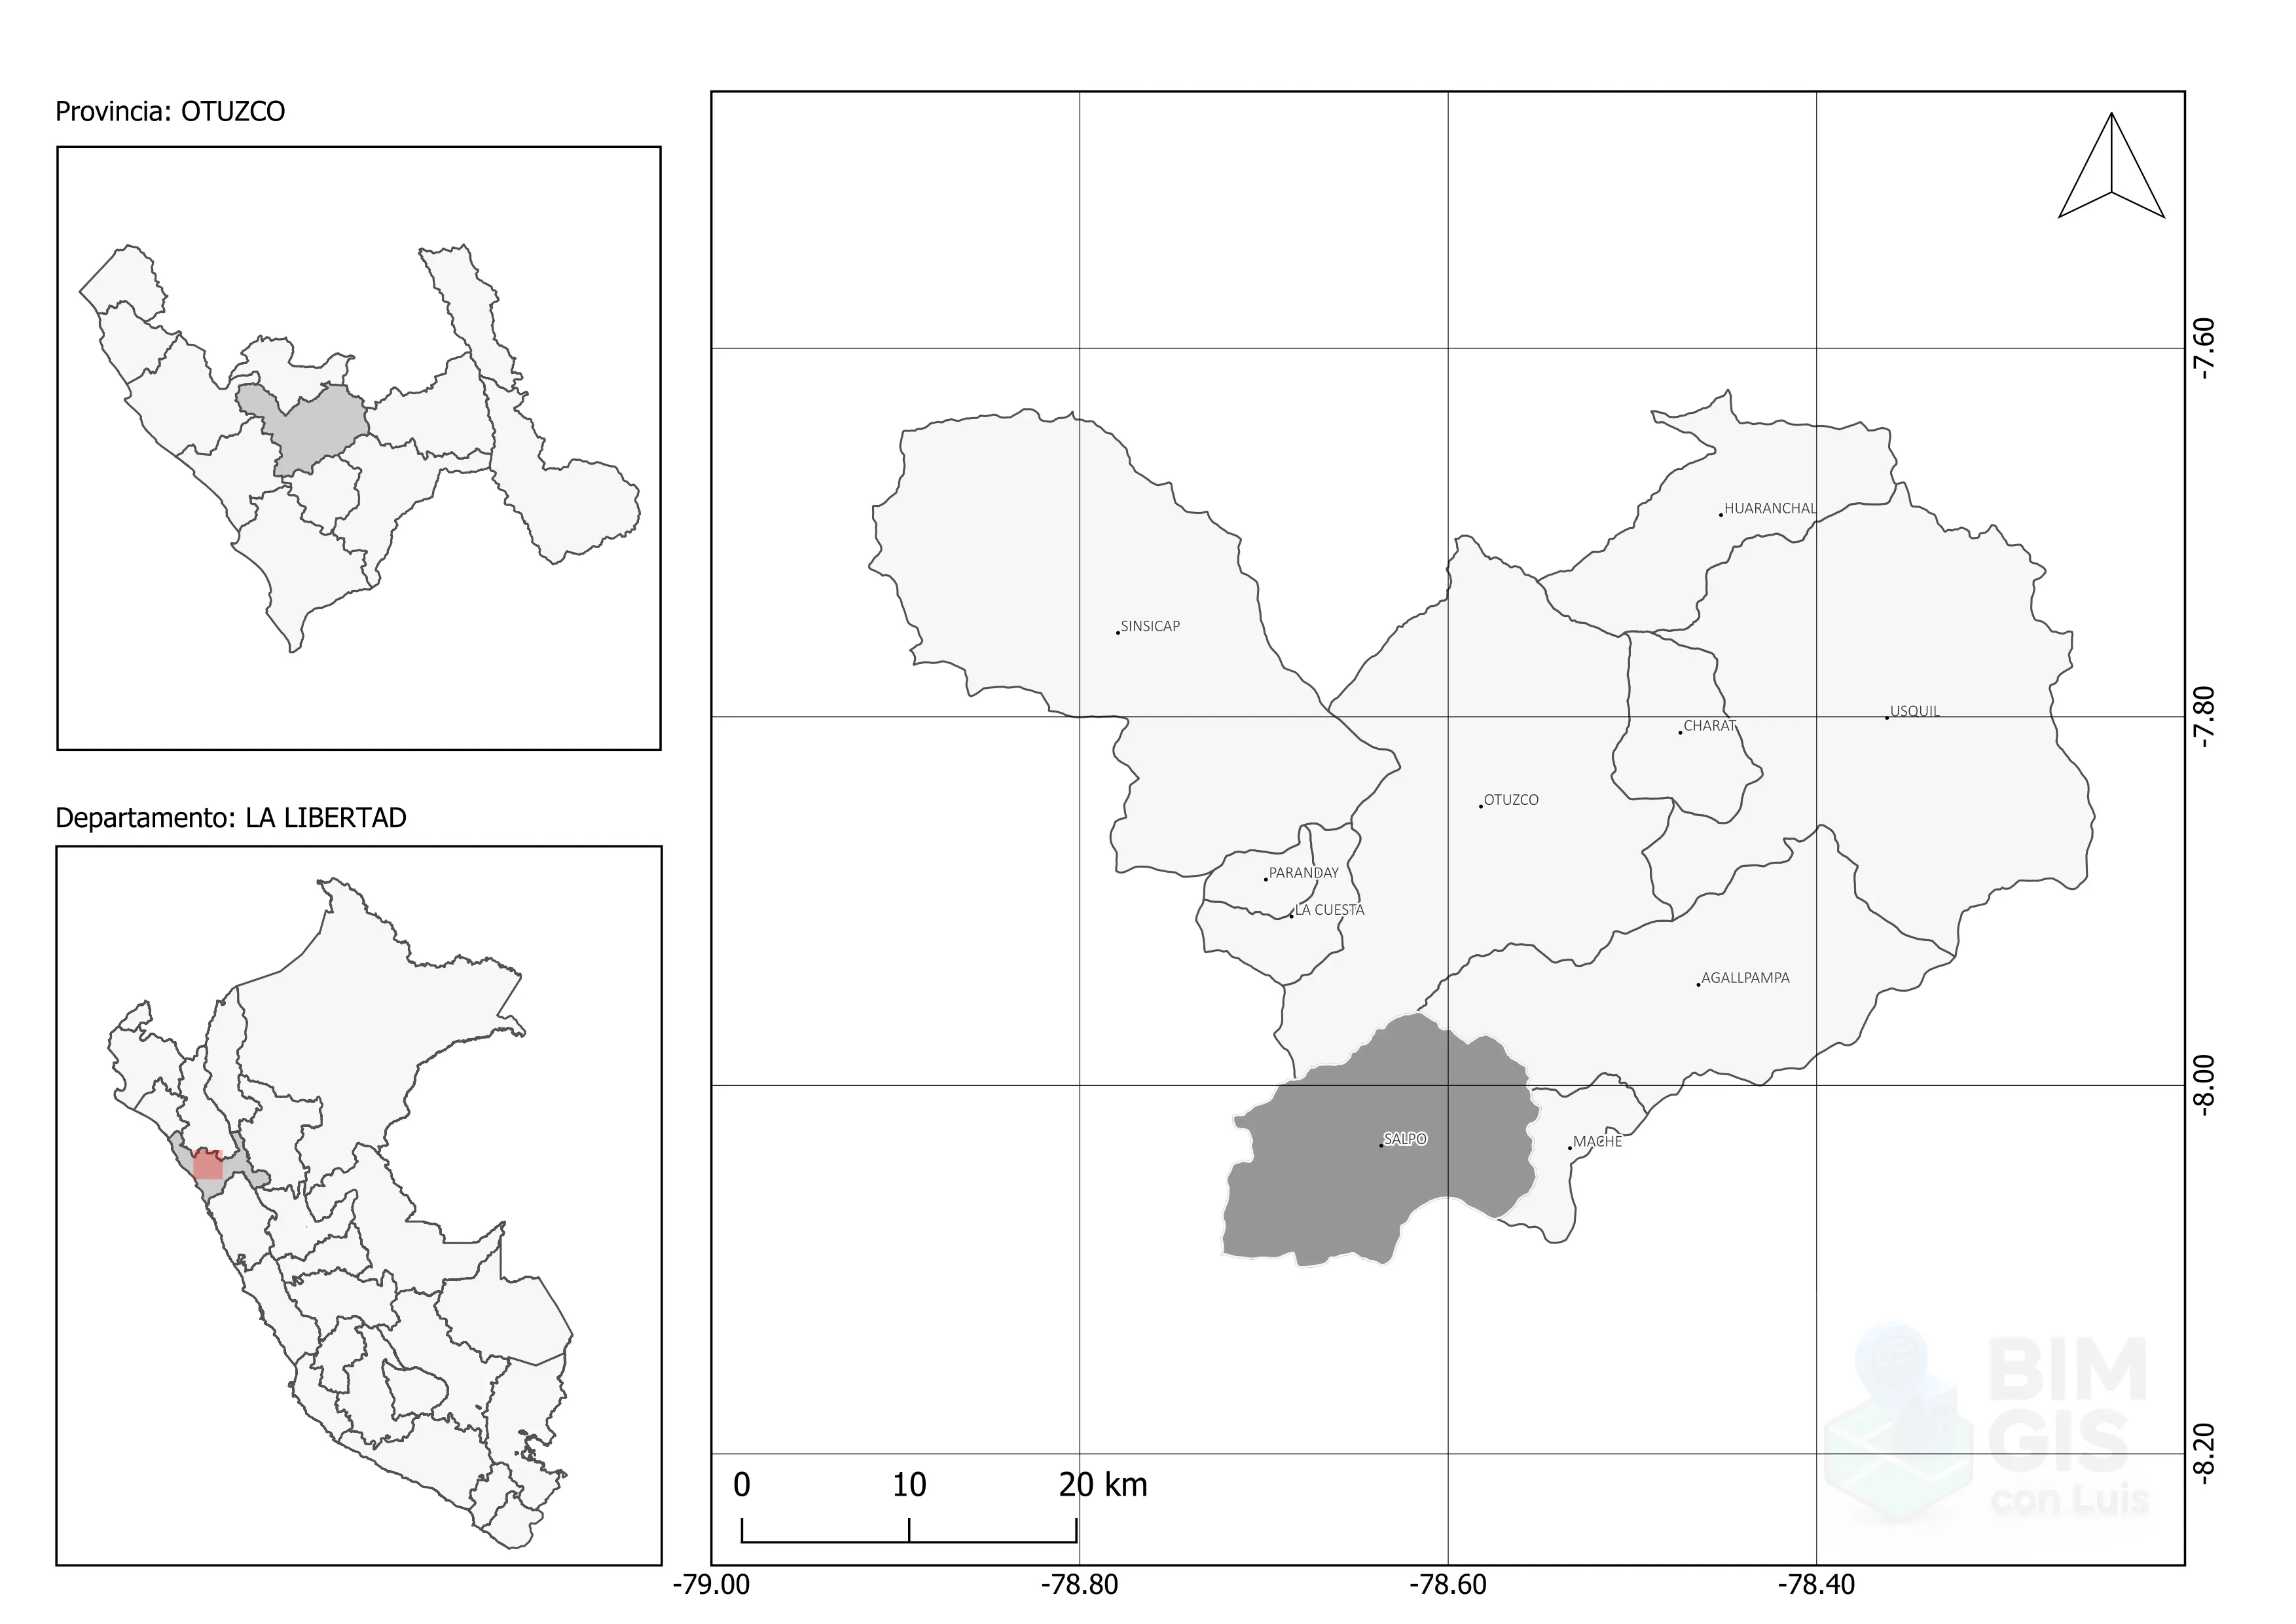 Provincia: OTUZCO
Departamento: LA LIBERTAD
HUARANCHAL
SINSICAP
USQUIL
CHARAT
OTUZCO
PARANDAY
LA CUESTA
AGALLPAMPA
SALPO
MACHE
-7.60
-7.80
-8.00
-8.20
0 10 20 km
-79.00 -78.80 -78.60 -78.40
BIM
GIS
con Luis